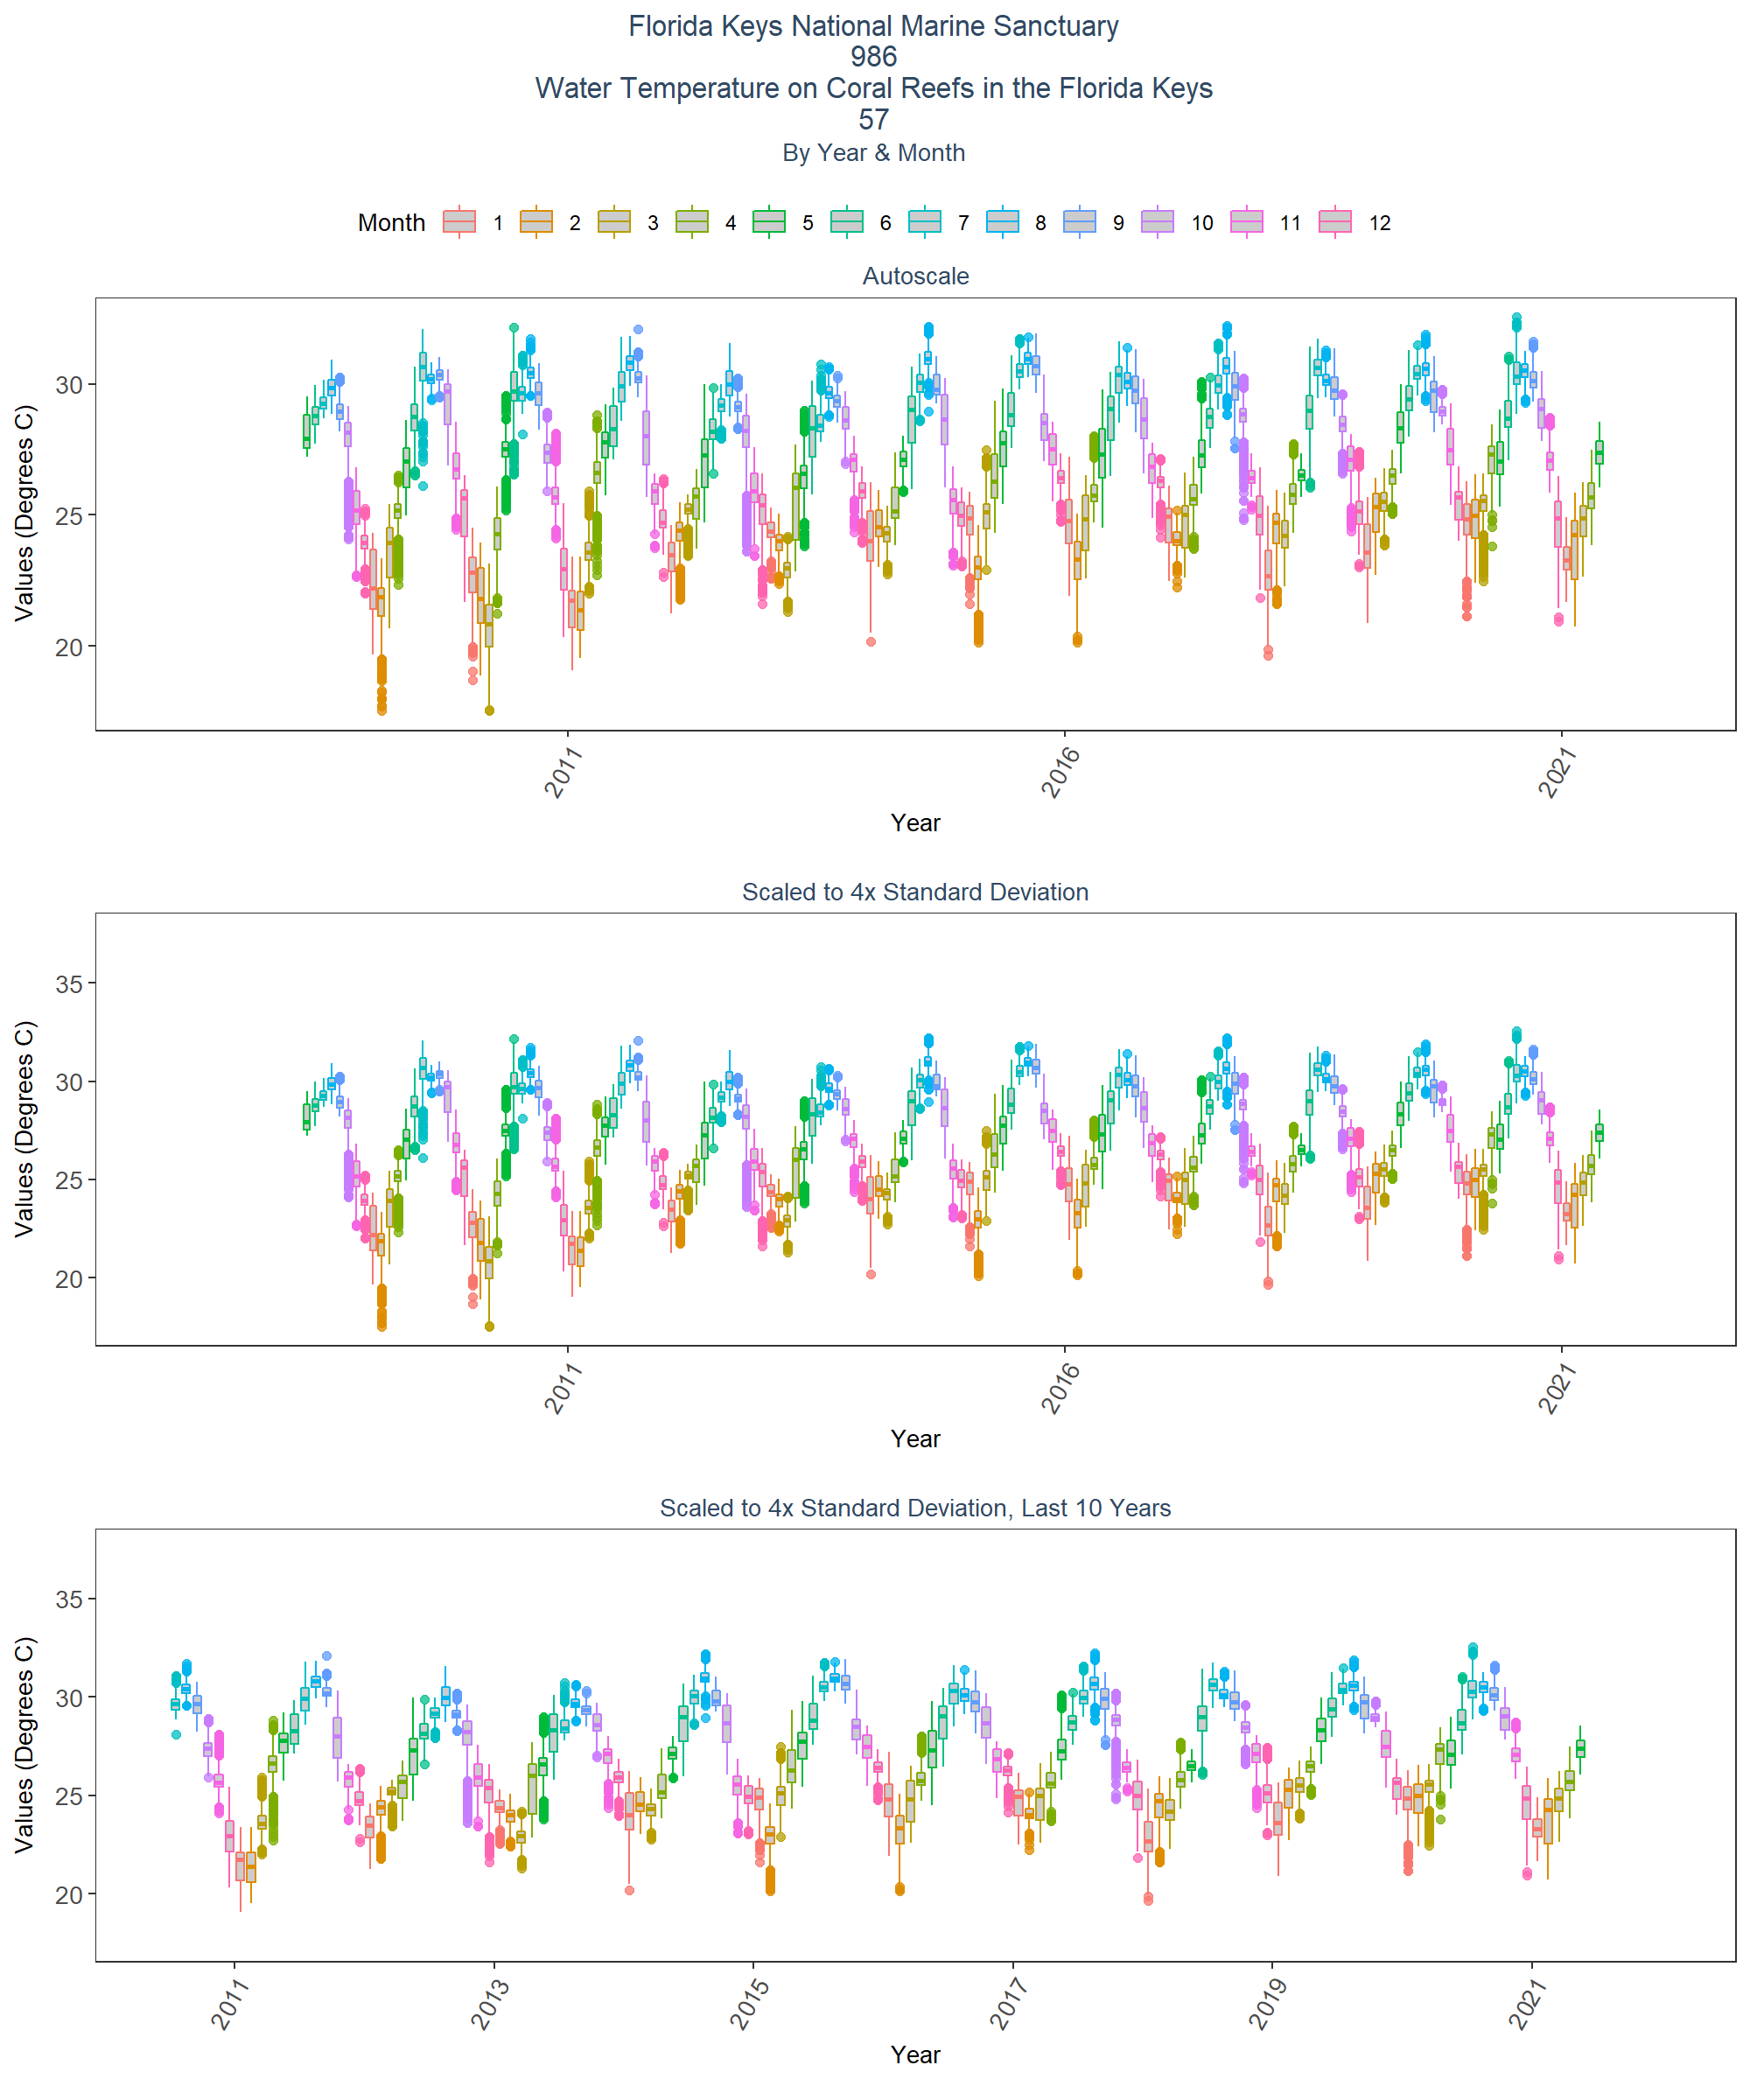 Florida Keys National Marine Sanctuary
986
Water Temperature on Coral Reefs in the Florida Keys
57
By Year & Month
Month 1 2 3 4 5 6 7 8 9 10 11 12
Autoscale
Values (Degrees C)
30
25
20
2011 2016 2021
Year
Scaled to 4x Standard Deviation
Values (Degrees C)
35
30
25
20
2011 2016 2021
Year
Scaled to 4x Standard Deviation, Last 10 Years
Values (Degrees C)
35
30
25
20
2011 2013 2015 2017 2019 2021
Year